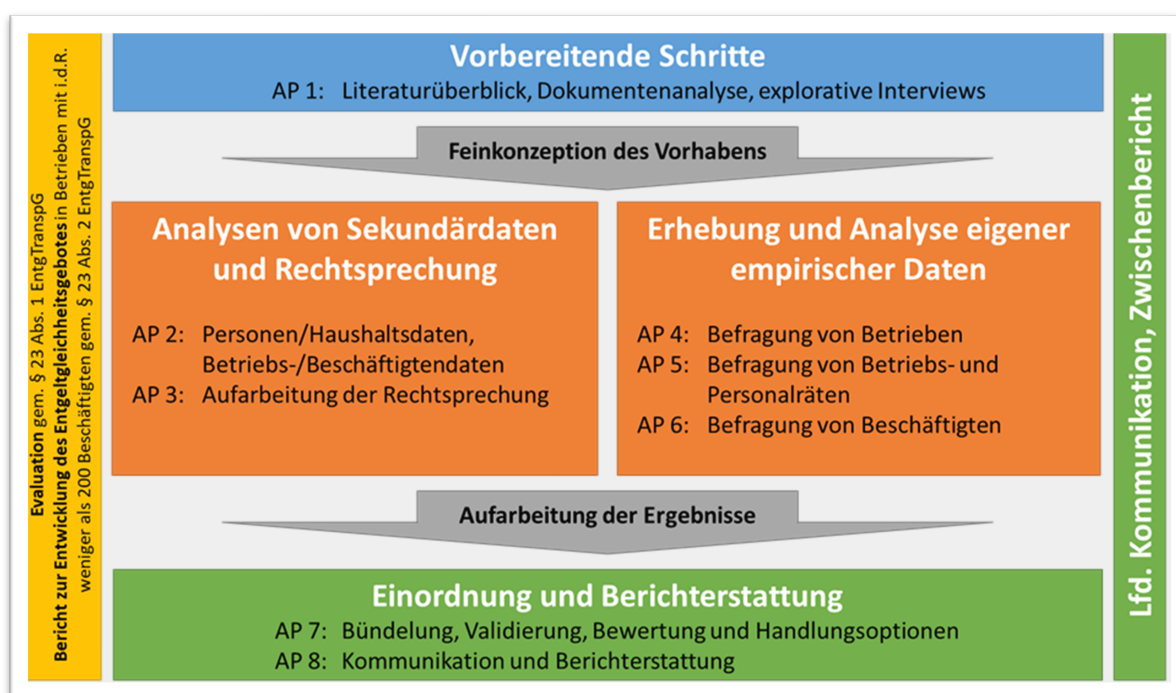 Evaluation gem. § 23 Abs. 1 EntgTranspG
Bericht zur Entwicklung des Entgeltgleichheitsgebotes in Betrieben mit i.d.R.
weniger als 200 Beschäftigten gem. § 23 Abs. 2 EntgTranspG
Vorbereitende Schritte
AP 1: Literaturüberblick, Dokumentenanalyse, explorative Interviews
Feinkonzeption des Vorhabens
Analysen von Sekundärdaten
und Rechtsprechung
AP 2: Personen/Haushaltsdaten,
Betriebs-/Beschäftigtendaten
AP 3: Aufarbeitung der Rechtsprechung
Erhebung und Analyse eigener
empirischer Daten
AP 4: Befragung von Betrieben
AP 5: Befragung von Betriebs- und
Personalräten
AP 6: Befragung von Beschäftigten
Aufarbeitung der Ergebnisse
Einordnung und Berichterstattung
AP 7: Bündelung, Validierung, Bewertung und Handlungsoptionen
AP 8: Kommunikation und Berichterstattung
Lfd. Kommunikation, Zwischenbericht